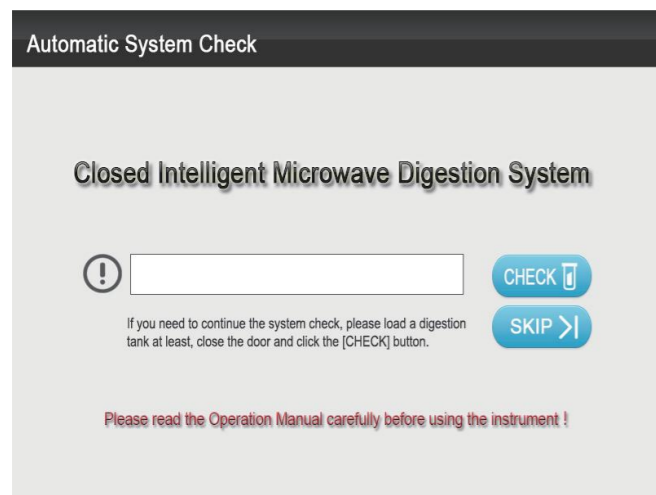 Automatic System Check
Closed Intelligent Microwave Digestion System
CHECK
If you need to continue the system check, please load a digestion
tank at least, close the door and click the [CHECK] button.
SKIP
Please read the Operation Manual carefully before using the instrument !